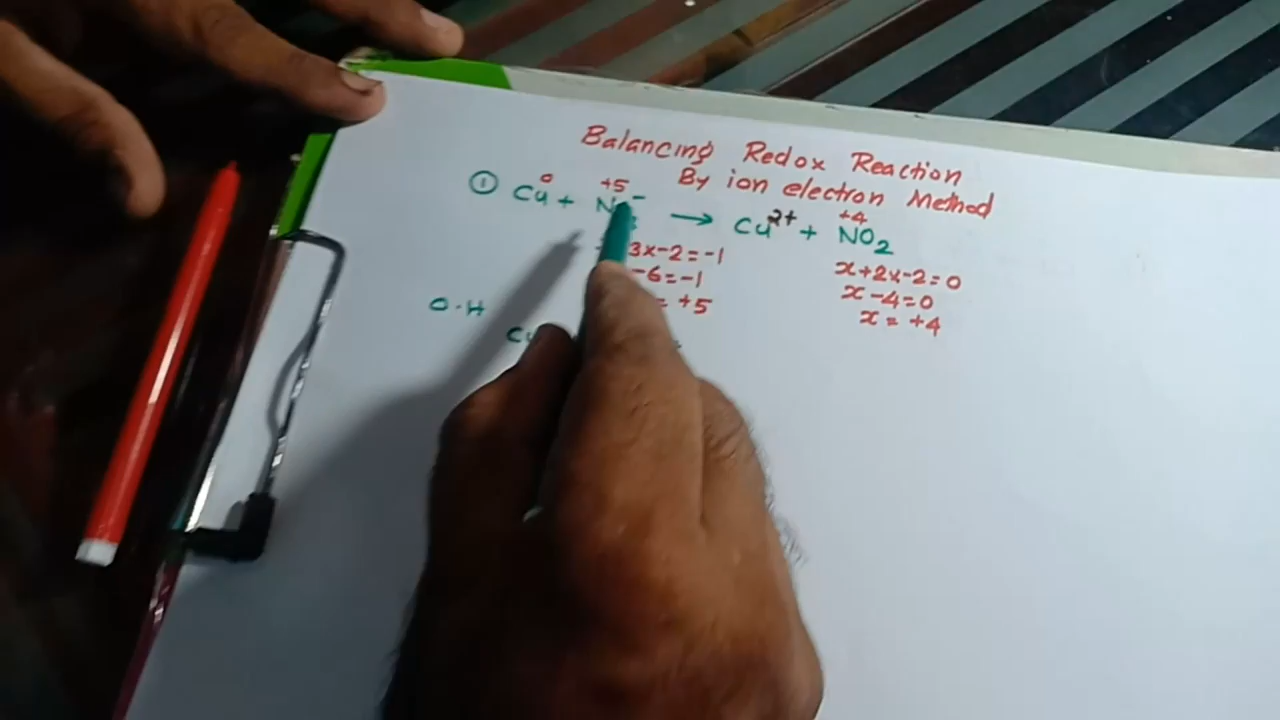 Balancing Redox Reaction
By ion electron Method
① Cu⁰ + N⁺⁵ ⁻ → Cu²⁺ + N⁺⁴O₂
3x-2=-1
-6=-1
= +5
x+2x-2=0
x-4=0
x= +4
O-H
Cu